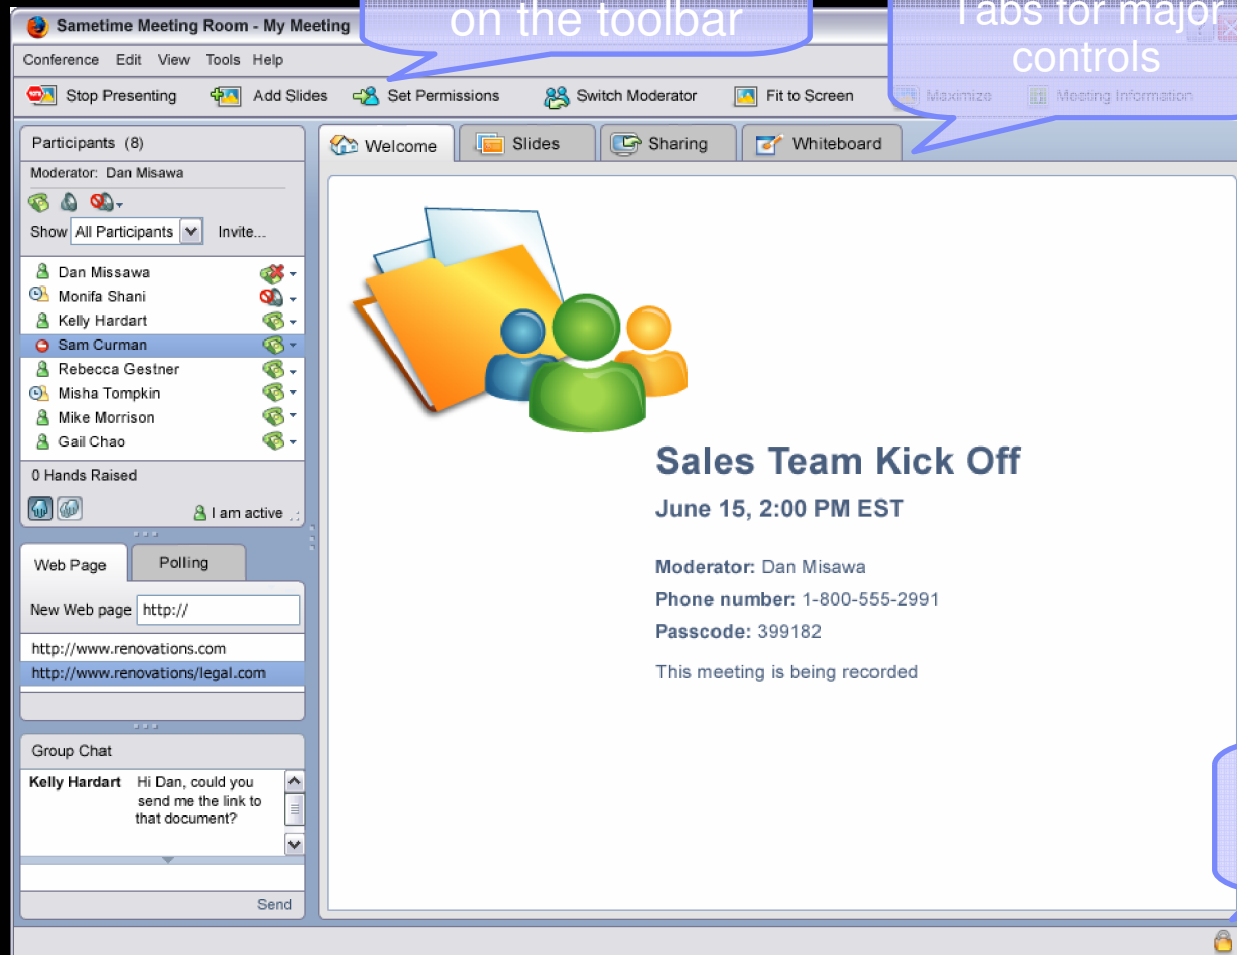 on the toolbar
Tabs for major
controls
Sametime Meeting Room - My Meeting
Conference Edit View Tools Help
Stop Presenting Add Slides Set Permissions Switch Moderator Fit to Screen Maximize Meeting Information
Participants (8)
Moderator: Dan Misawa
Show All Participants Invite...
Dan Missawa
Monifa Shani
Kelly Hardart
Sam Curman
Rebecca Gestner
Misha Tompkin
Mike Morrison
Gail Chao
0 Hands Raised
I am active
Web Page Polling
New Web page http://
http://www.renovations.com
http://www.renovations/legal.com
Group Chat
Kelly Hardart Hi Dan, could you
send me the link to
that document?
Send
Welcome Slides Sharing Whiteboard
Sales Team Kick Off
June 15, 2:00 PM EST
Moderator: Dan Misawa
Phone number: 1-800-555-2991
Passcode: 399182
This meeting is being recorded